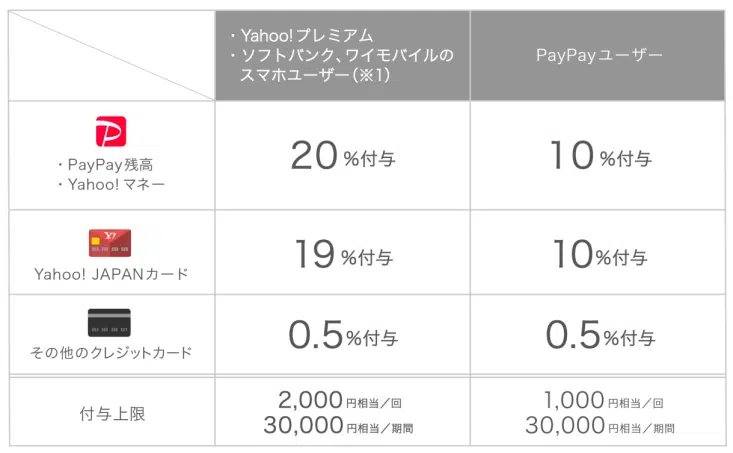 ・Yahoo!プレミアム
・ソフトバンク、ワイモバイルの
スマホユーザー(※1)
PayPayユーザー
・PayPay残高
・Yahoo!マネー
20%付与
10%付与
Y!
Yahoo! JAPANカード
19%付与
10%付与
その他のクレジットカード
0.5%付与
0.5%付与
付与上限
2,000円相当/回
30,000円相当/期間
1,000円相当/回
30,000円相当/期間